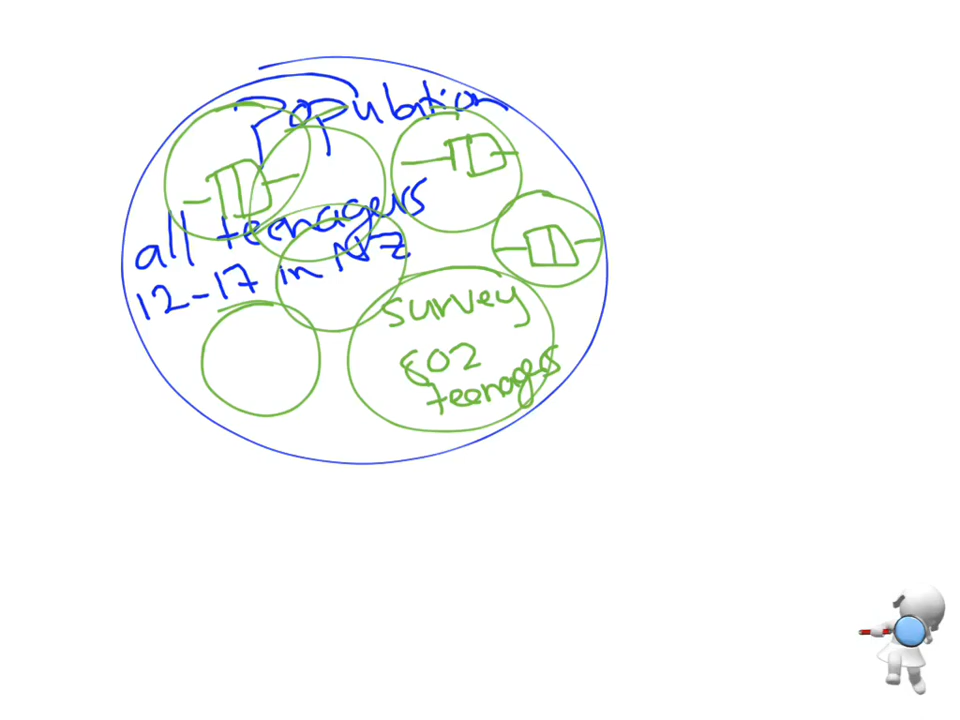 Population
all teenagers
12-17 in NZ
survey
802
teenagers